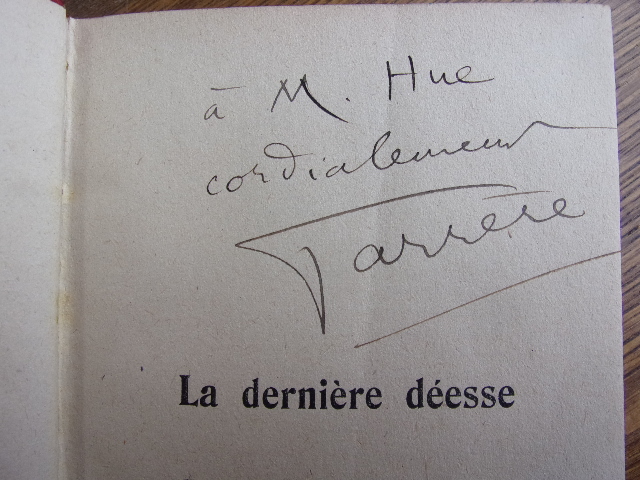 à M. Hue
cordialement
Farrère
La dernière déesse